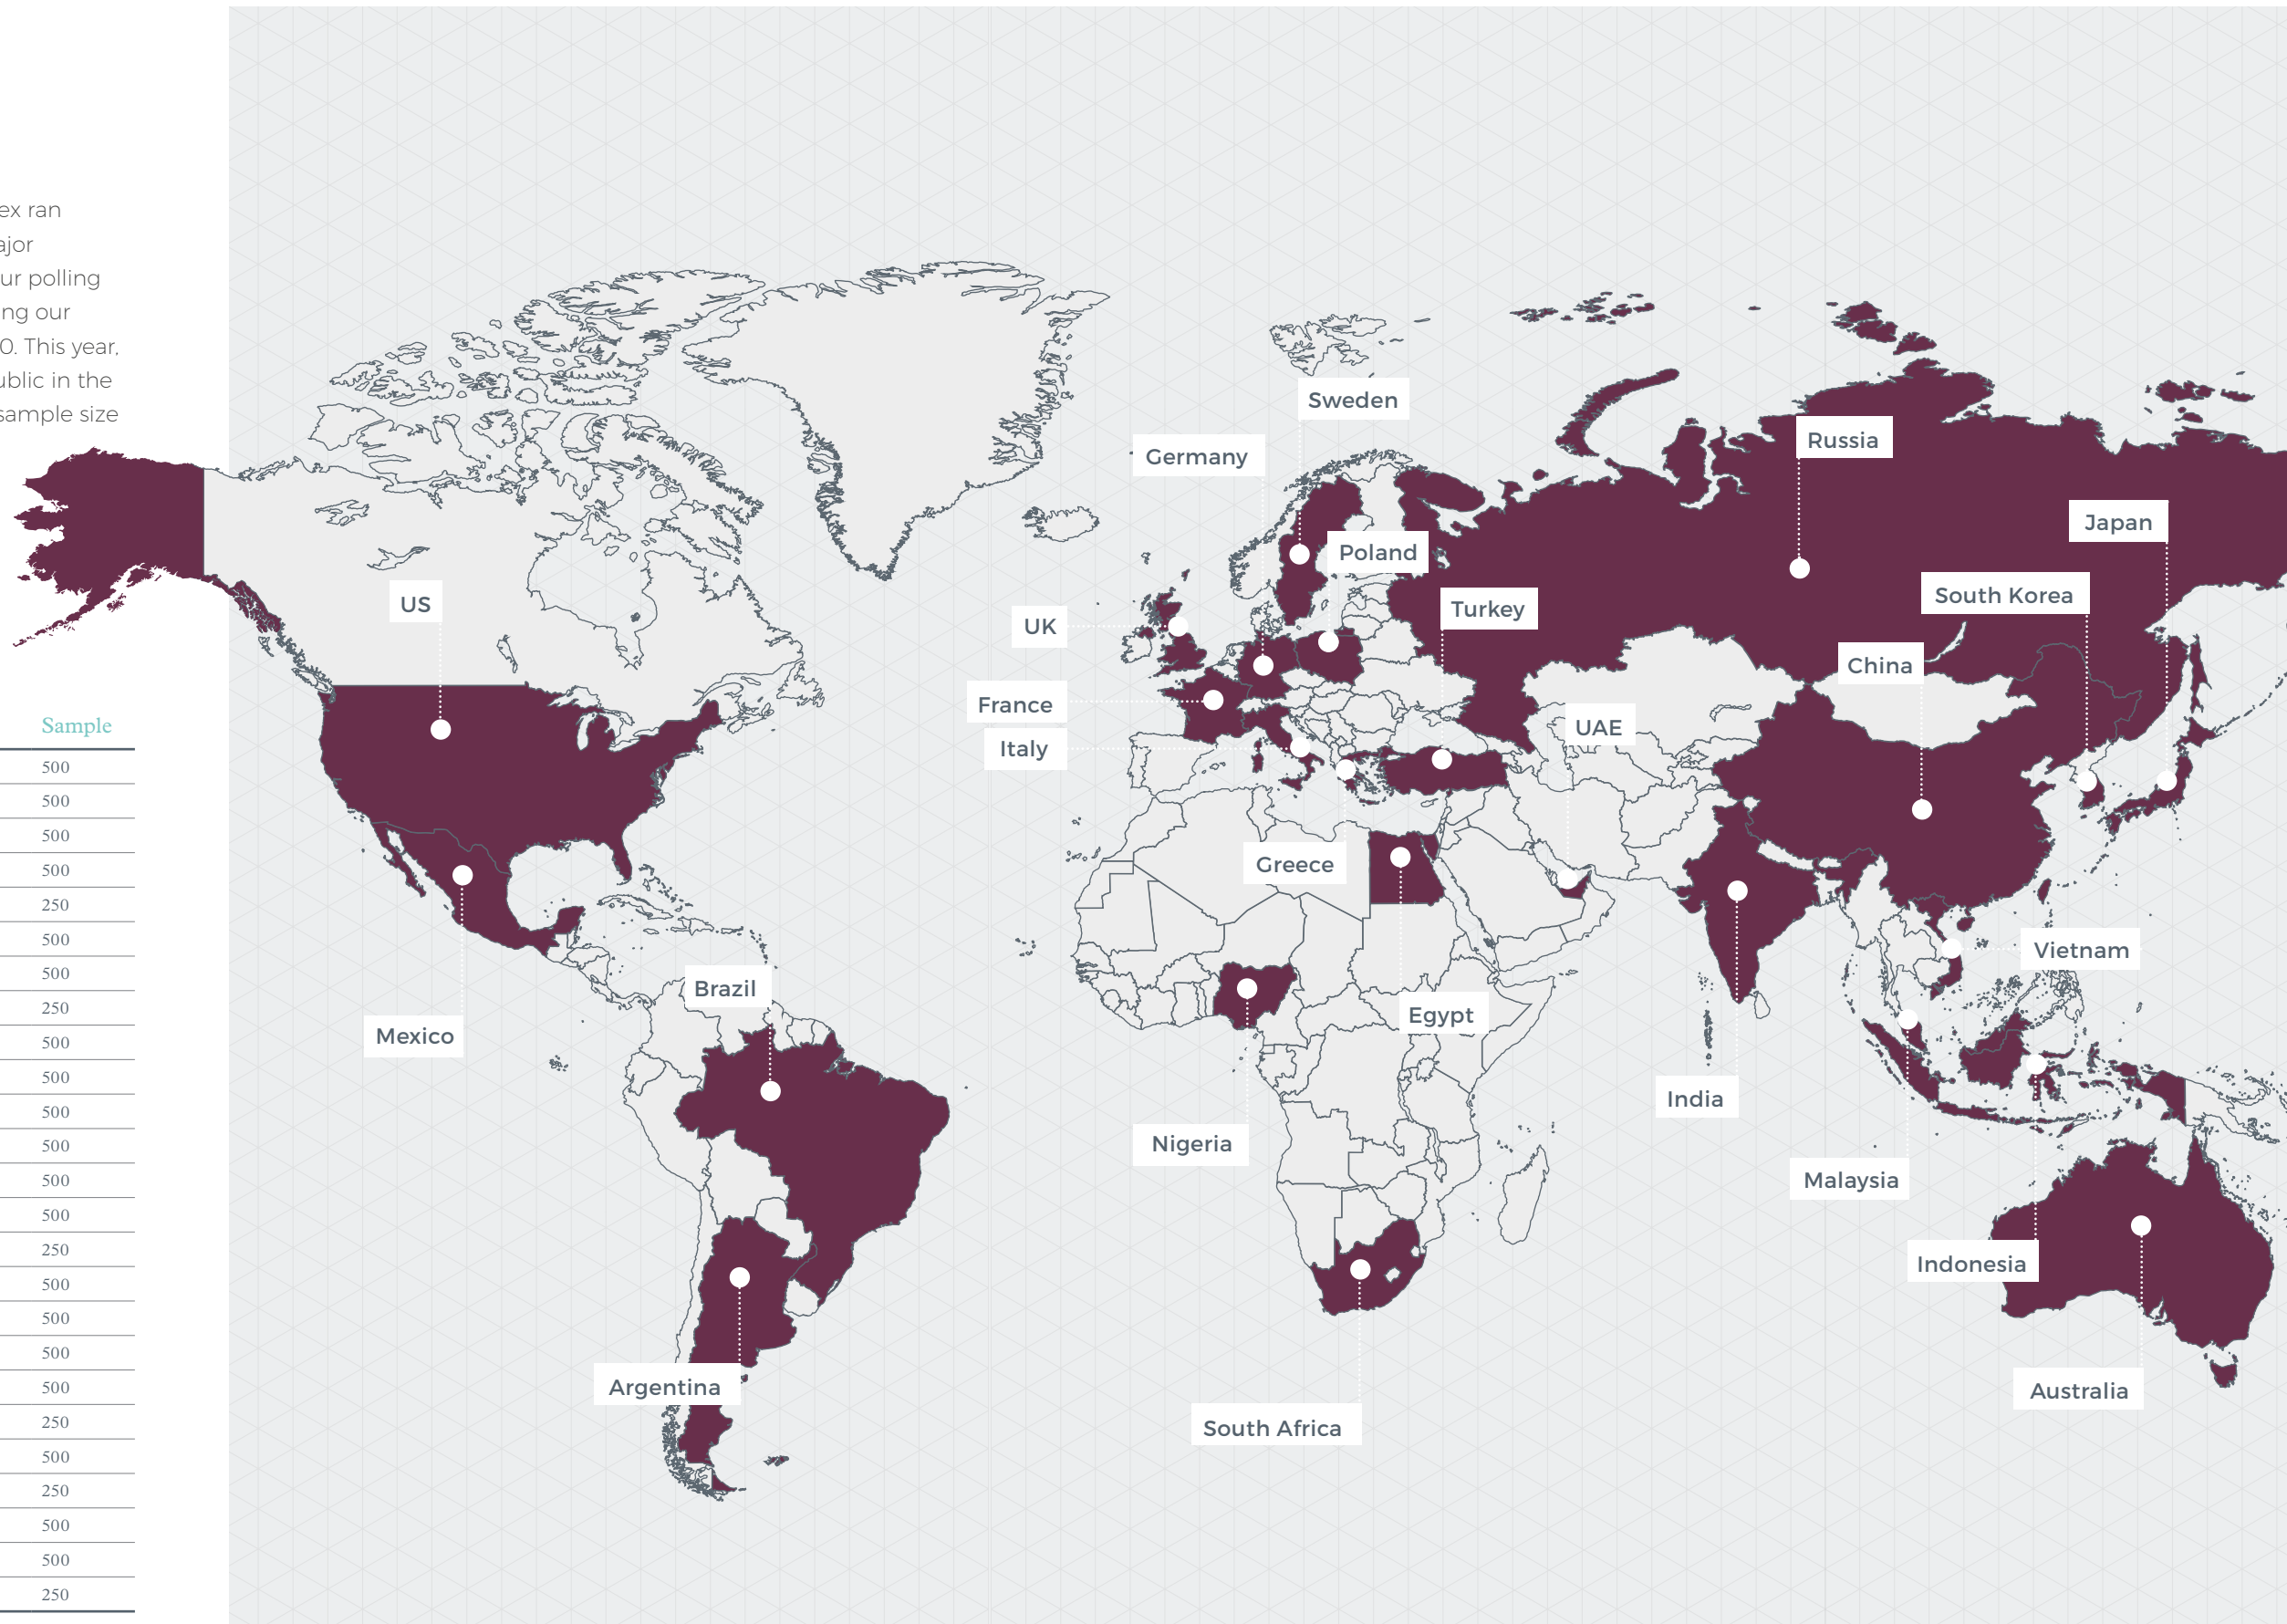 ex ran
ajor
ur polling
ing our
0. This year,
ublic in the
sample size
Sample
500
500
500
500
250
500
500
250
500
500
500
500
500
500
250
500
500
500
500
250
500
250
500
500
250
Sweden
Germany
Russia
Japan
Poland
South Korea
US
Turkey
UK
China
France
UAE
Italy
Greece
Vietnam
Brazil
Egypt
Mexico
India
Nigeria
Malaysia
Indonesia
Argentina
Australia
South Africa